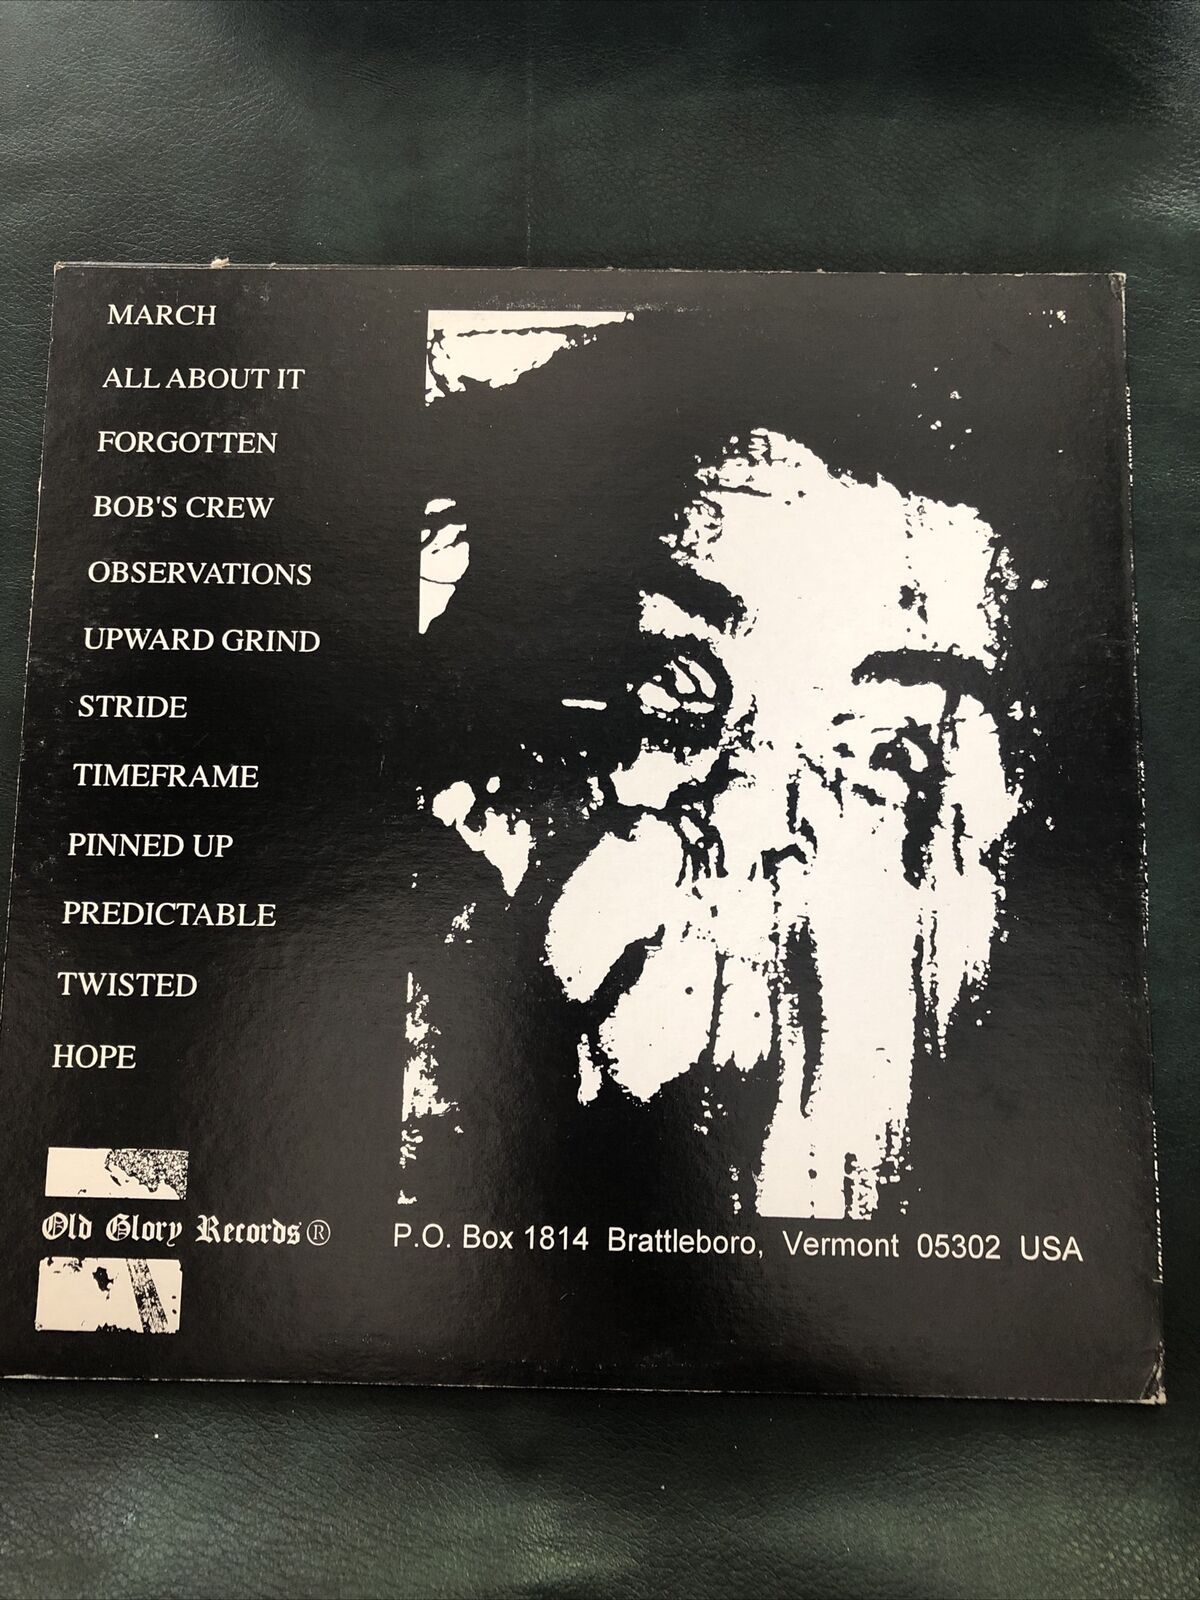 MARCH
ALL ABOUT IT
FORGOTTEN
BOB'S CREW
OBSERVATIONS
UPWARD GRIND
STRIDE
TIMEFRAME
PINNED UP
PREDICTABLE
TWISTED
HOPE
Old Glory Records®
P.O. Box 1814 Brattleboro, Vermont 05302 USA